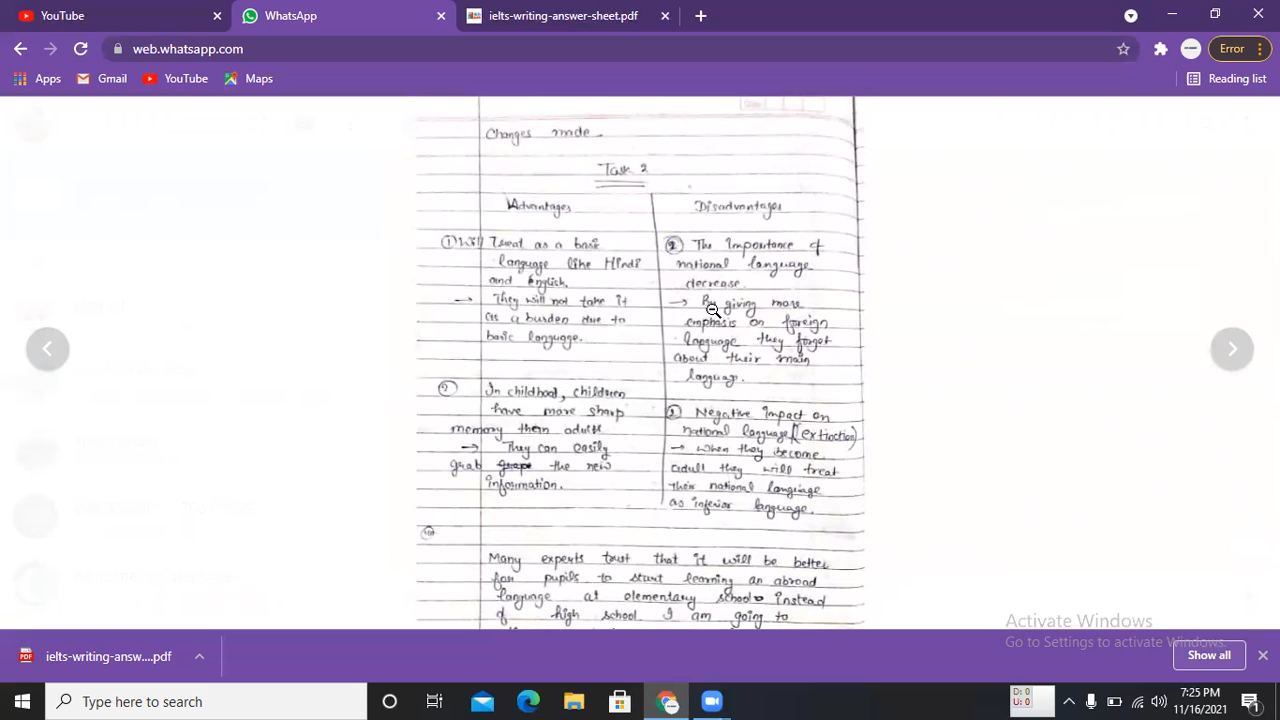 YouTube
WhatsApp
ielts-writing-answer-sheet.pdf
web.whatsapp.com
Error
Apps
Gmail
YouTube
Maps
Reading list
Changes made.
Task 2
Advantages
① Will Treat as a basic
language like Hindi
and English.
→ They will not take it
as a burden due to
basic language.
② In childhood, children
have more sharp
memory then adults
→ They can easily
grab the new
information.
Disadvantages
The Importance of
national language
decrease.
→ By giving more
emphasis on foreign
language they forget
about their main
language.
② Negative Impact on
national language (extinction)
→ when they become
adult they will treat
their national language
as inferior language.
Many experts trust that it will be better
for pupils to start learning an abroad
language at elementary school instead
of high school. I am going to
Activate Windows
Go to Settings to activate Windows.
ielts-writing-answ....pdf
Show all
Type here to search
D: 0
U: 0
7:25 PM
11/16/2021
1